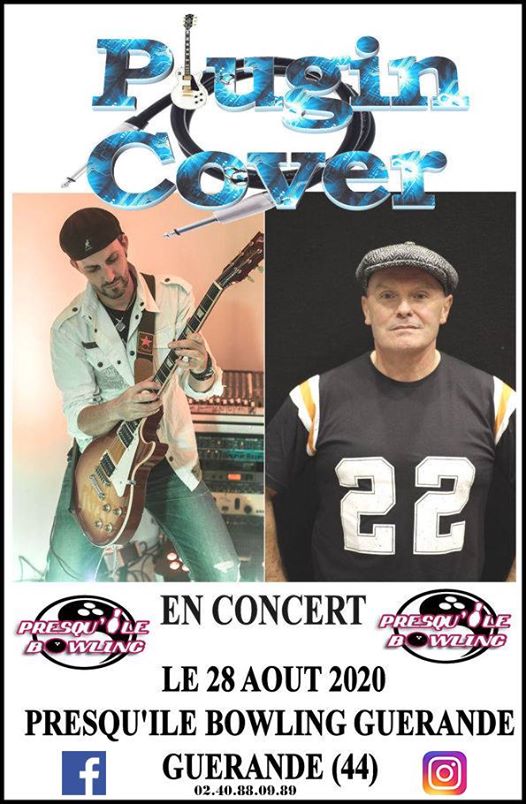 Plugin
Cover
22
EN CONCERT
PRESQU'ILE
BOWLING
PRESQU'ILE
BOWLING
LE 28 AOUT 2020
PRESQU'ILE BOWLING GUERANDE
GUERANDE (44)
02.40.88.09.89